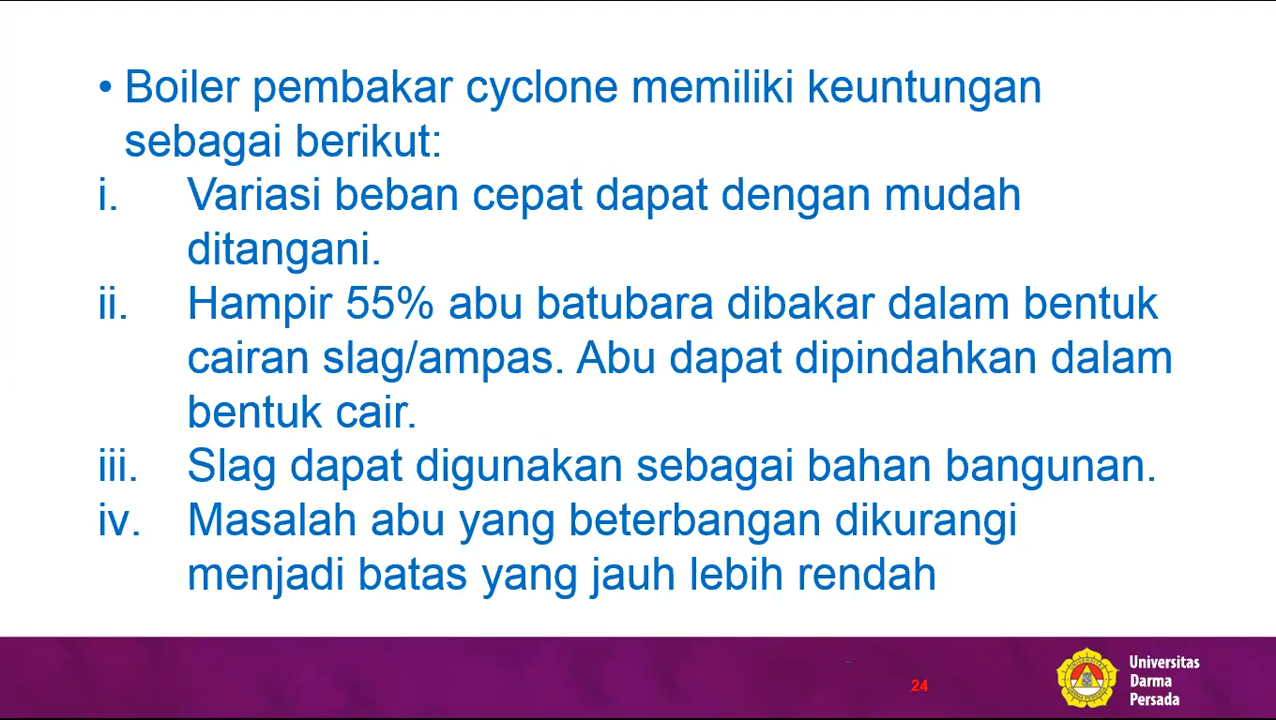 • Boiler pembakar cyclone memiliki keuntungan
sebagai berikut:
i. Variasi beban cepat dapat dengan mudah
ditangani.
ii. Hampir 55% abu batubara dibakar dalam bentuk
cairan slag/ampas. Abu dapat dipindahkan dalam
bentuk cair.
iii. Slag dapat digunakan sebagai bahan bangunan.
iv. Masalah abu yang beterbangan dikurangi
menjadi batas yang jauh lebih rendah
24
Universitas
Darma
Persada